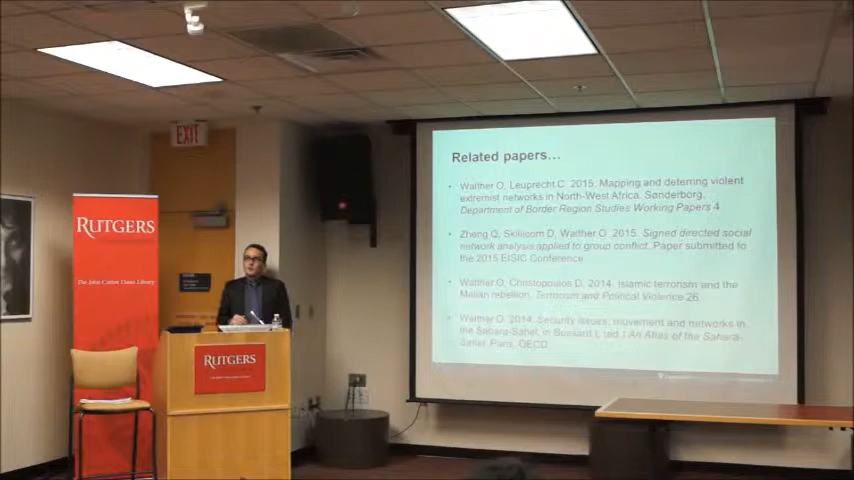 EXIT
RUTGERS
The John Cotton Dana Library
RUTGERS
Related papers…
• Walther O, Leuprecht C. 2015. Mapping and deterring violent
extremist networks in North-West Africa. Sønderborg,
Department of Border Region Studies Working Papers 4
• Zheng Q, Skillicorn D, Walther O. 2015. Signed directed social
network analysis applied to group conflict. Paper submitted to
the 2015 EISIC Conference.
• Walther O, Christopoulos D. 2014. Islamic terrorism and the
Malian rebellion. Terrorism and Political Violence 26.
• Walther O. 2014. Security issues, movement and networks in
the Sahara-Sahel, in Bossard L (ed.) An Atlas of the Sahara-
Sahel. Paris, OECD.